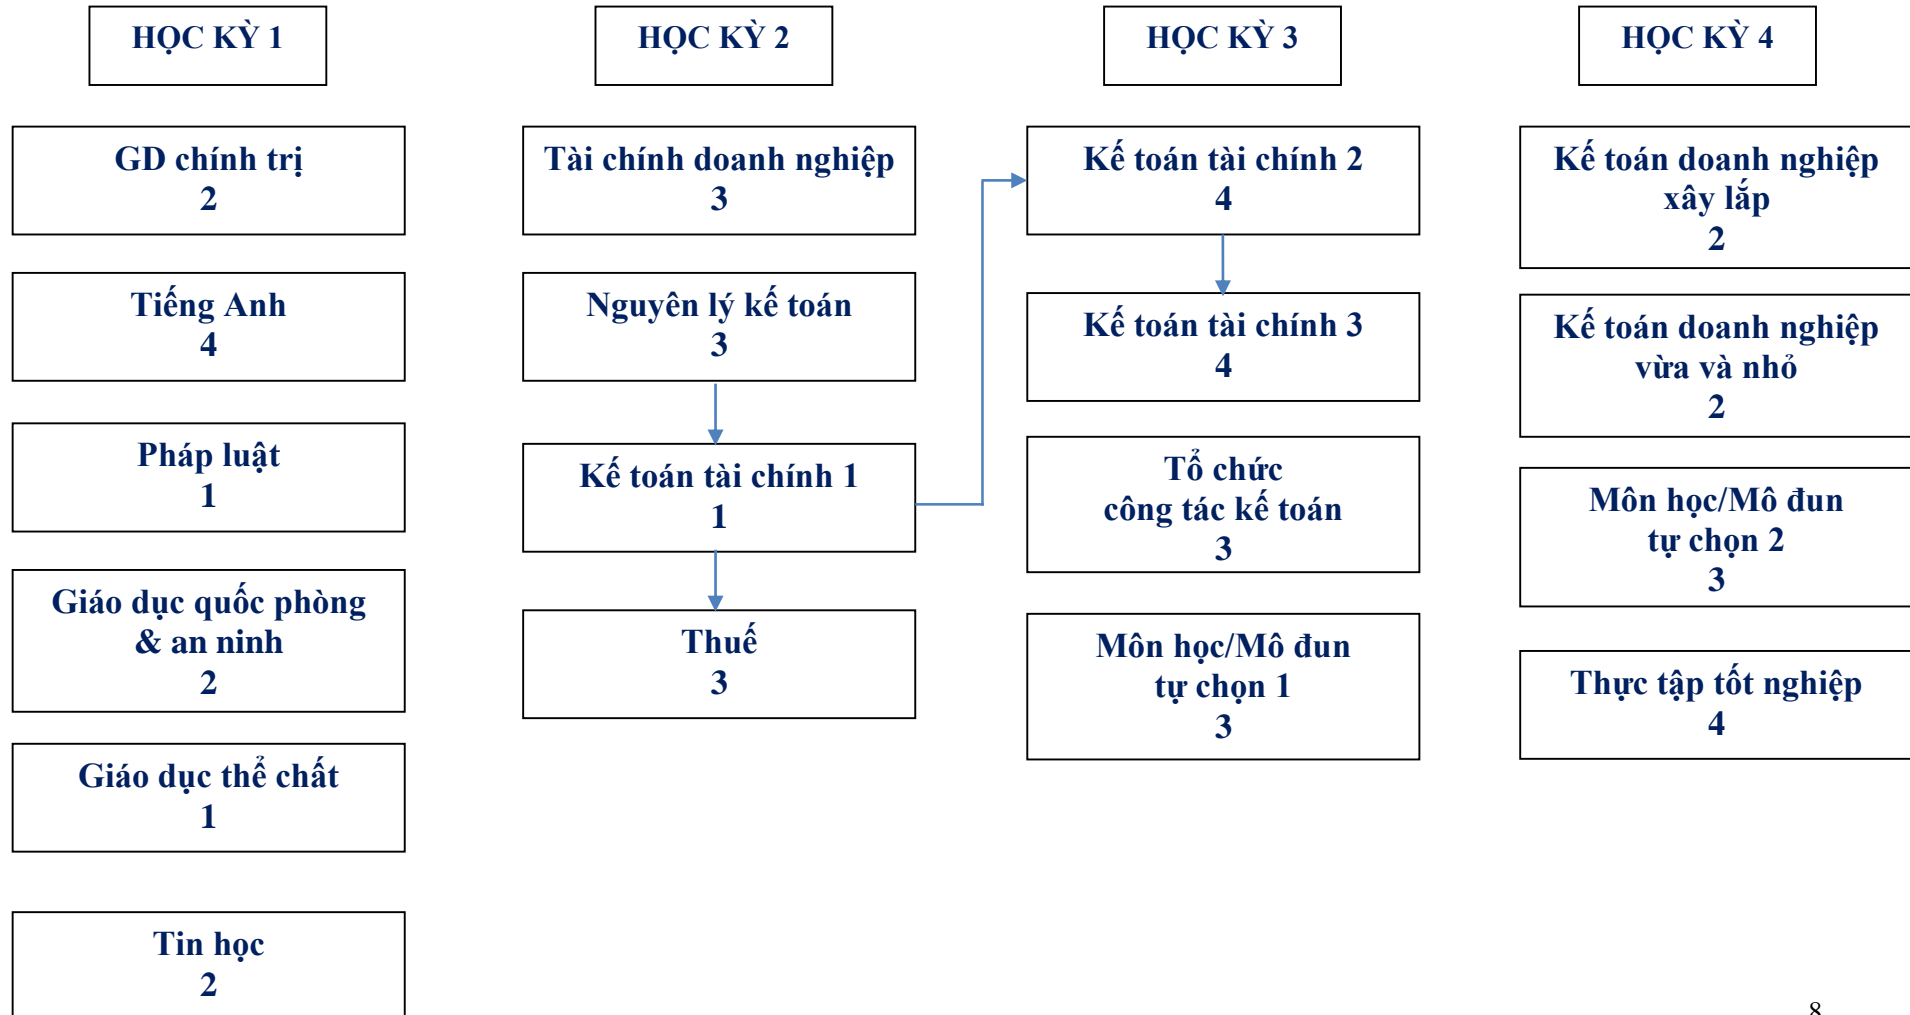 HỌC KỲ 1
HỌC KỲ 2
HỌC KỲ 3
HỌC KỲ 4
GD chính trị
2
Tiếng Anh
4
Pháp luật
1
Giáo dục quốc phòng
& an ninh
2
Giáo dục thể chất
1
Tin học
2
Tài chính doanh nghiệp
3
Nguyên lý kế toán
3
Kế toán tài chính 1
1
Thuế
3
Kế toán tài chính 2
4
Kế toán tài chính 3
4
Tổ chức
công tác kế toán
3
Môn học/Mô đun
tự chọn 1
3
Kế toán doanh nghiệp
xây lắp
2
Kế toán doanh nghiệp
vừa và nhỏ
2
Môn học/Mô đun
tự chọn 2
3
Thực tập tốt nghiệp
4
8